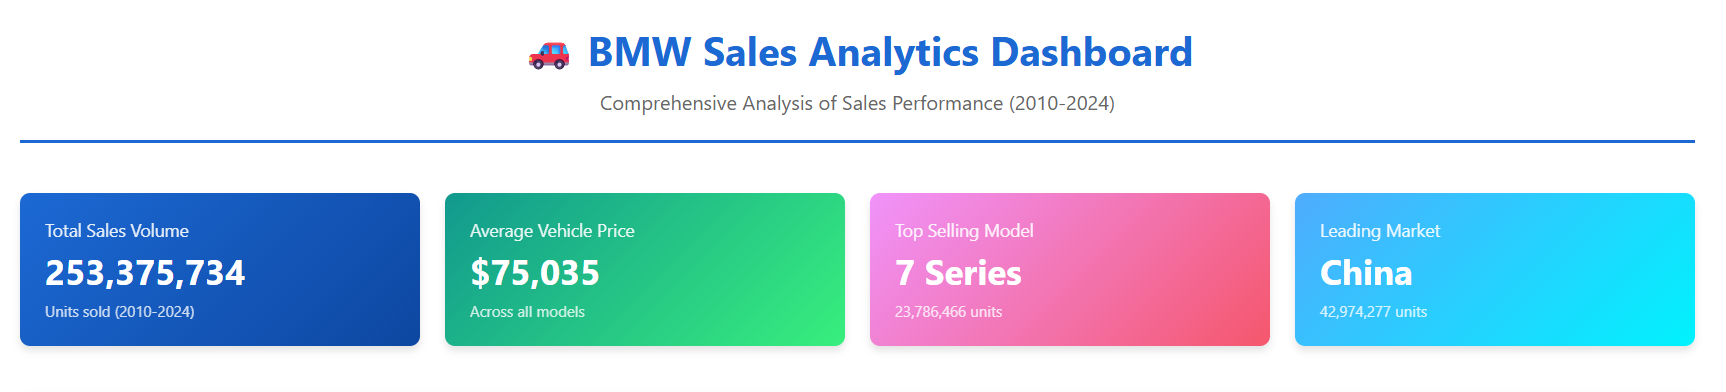 BMW Sales Analytics Dashboard
Comprehensive Analysis of Sales Performance (2010-2024)
Total Sales Volume
253,375,734
Units sold (2010-2024)
Average Vehicle Price
$75,035
Across all models
Top Selling Model
7 Series
23,786,466 units
Leading Market
China
42,974,277 units